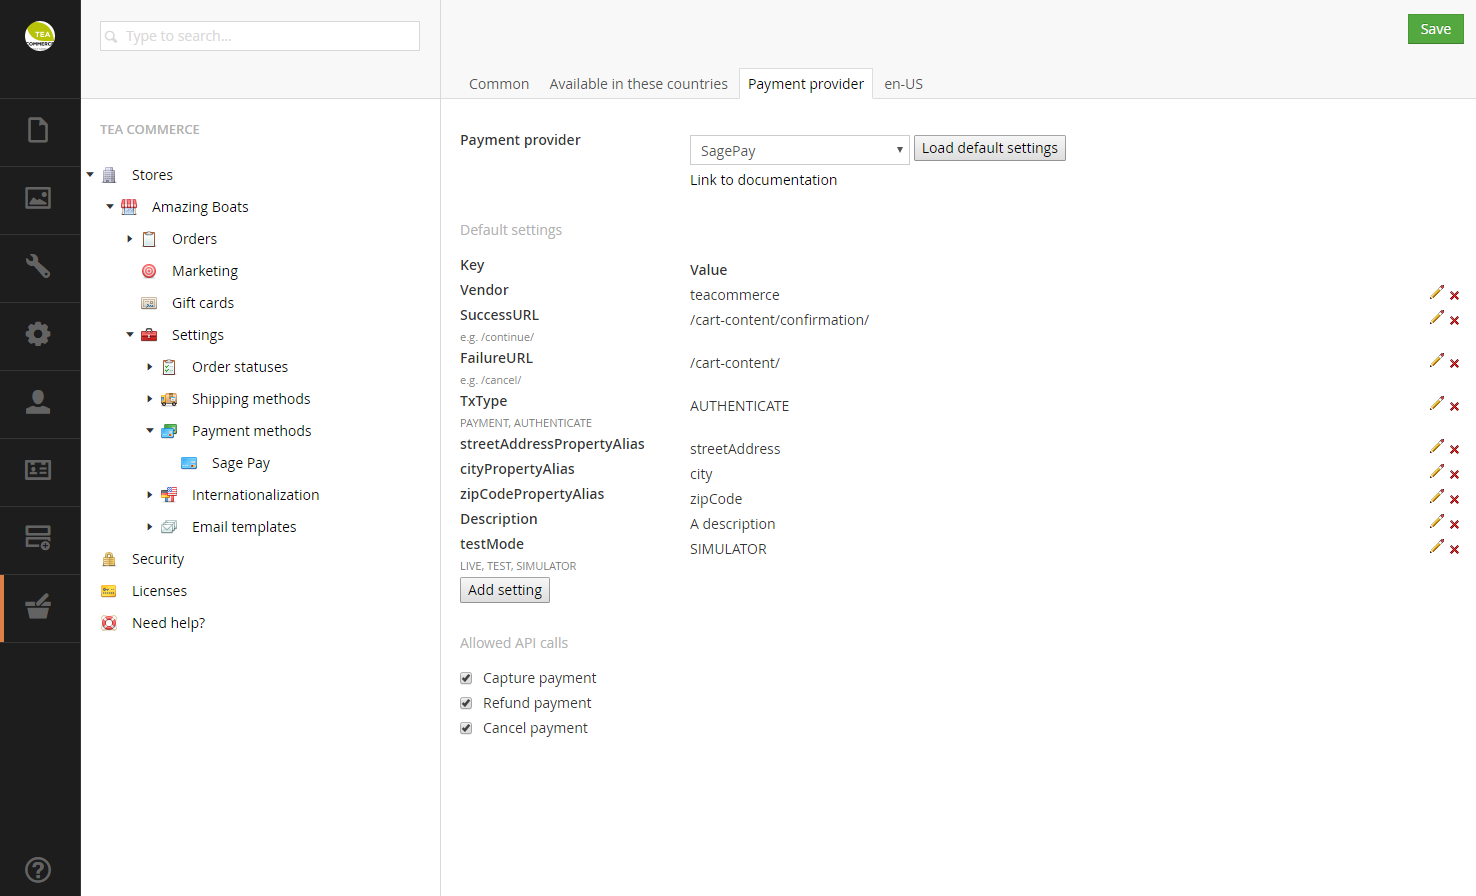 TEA
COMMERCE
Type to search...
Save
Common
Available in these countries
Payment provider
en-US
TEA COMMERCE
Stores
Amazing Boats
Orders
Marketing
Gift cards
Settings
Order statuses
Shipping methods
Payment methods
Sage Pay
Internationalization
Email templates
Security
Licenses
Need help?
Payment provider
SagePay
Load default settings
Link to documentation
Default settings
Key
Value
Vendor
teacommerce
SuccessURL
e.g. /continue/
/cart-content/confirmation/
FailureURL
e.g. /cancel/
/cart-content/
TxType
PAYMENT, AUTHENTICATE
AUTHENTICATE
streetAddressPropertyAlias
streetAddress
cityPropertyAlias
city
zipCodePropertyAlias
zipCode
Description
A description
testMode
LIVE, TEST, SIMULATOR
SIMULATOR
Add setting
Allowed API calls
Capture payment
Refund payment
Cancel payment